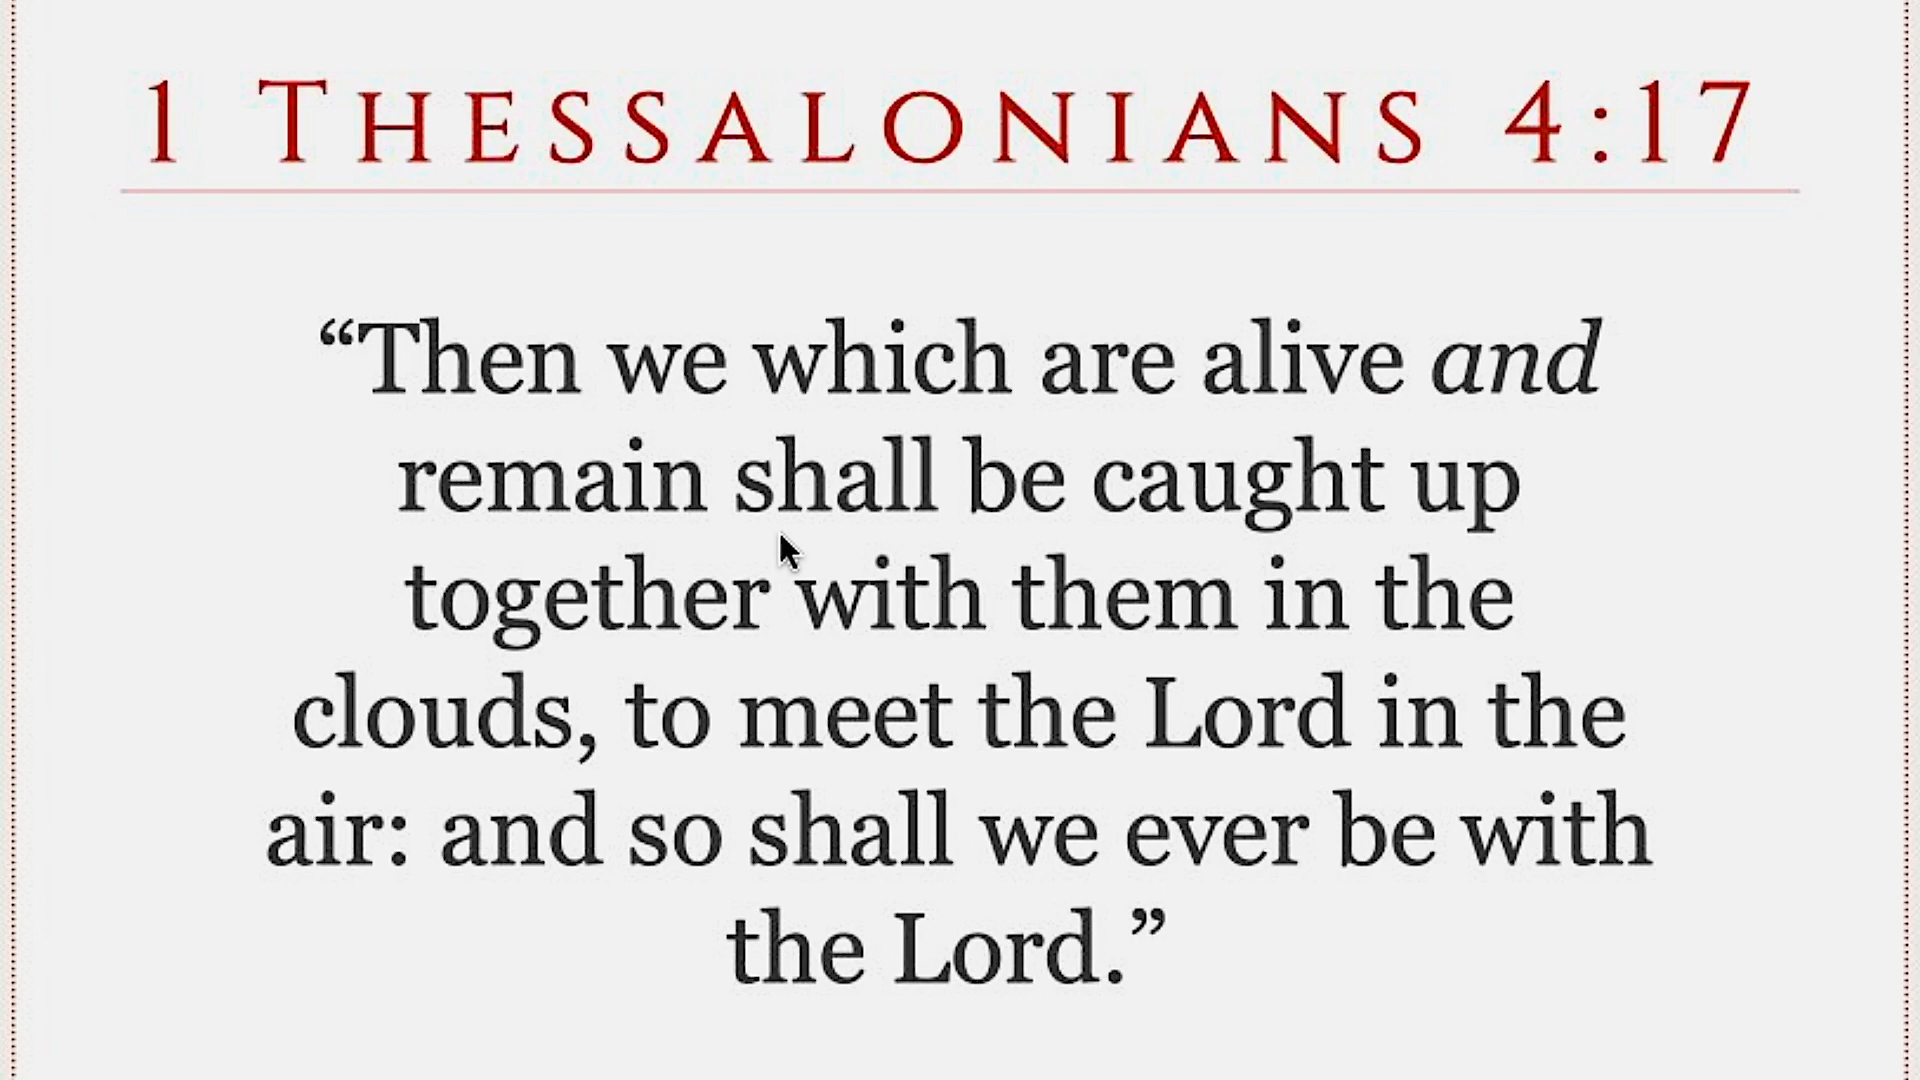 1 Thessalonians 4:17
“Then we which are alive and
remain shall be caught up
together with them in the
clouds, to meet the Lord in the
air: and so shall we ever be with
the Lord.”